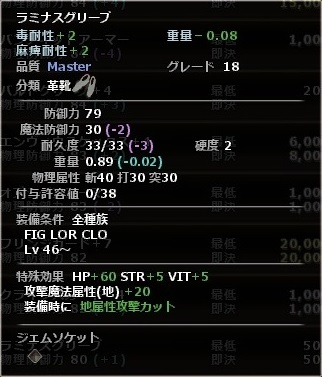 ラミナスグリーブ
毒耐性+2 重量-0.08
麻痺耐性+2
品質 Master グレード 18
分類 革靴
防御力 79
魔法防御力 30 (-2)
耐久度 33/33 (-3) 硬度 2
重量 0.89 (-0.02)
物理属性 斬40 打30 突30
付与許容値 0/38
装備条件 全種族
FIG LOR CLO
Lv 46～
特殊効果 HP+60 STR+5 VIT+5
攻撃魔法属性(地)+20
装備時に 地属性攻撃カット
ジェムソケット